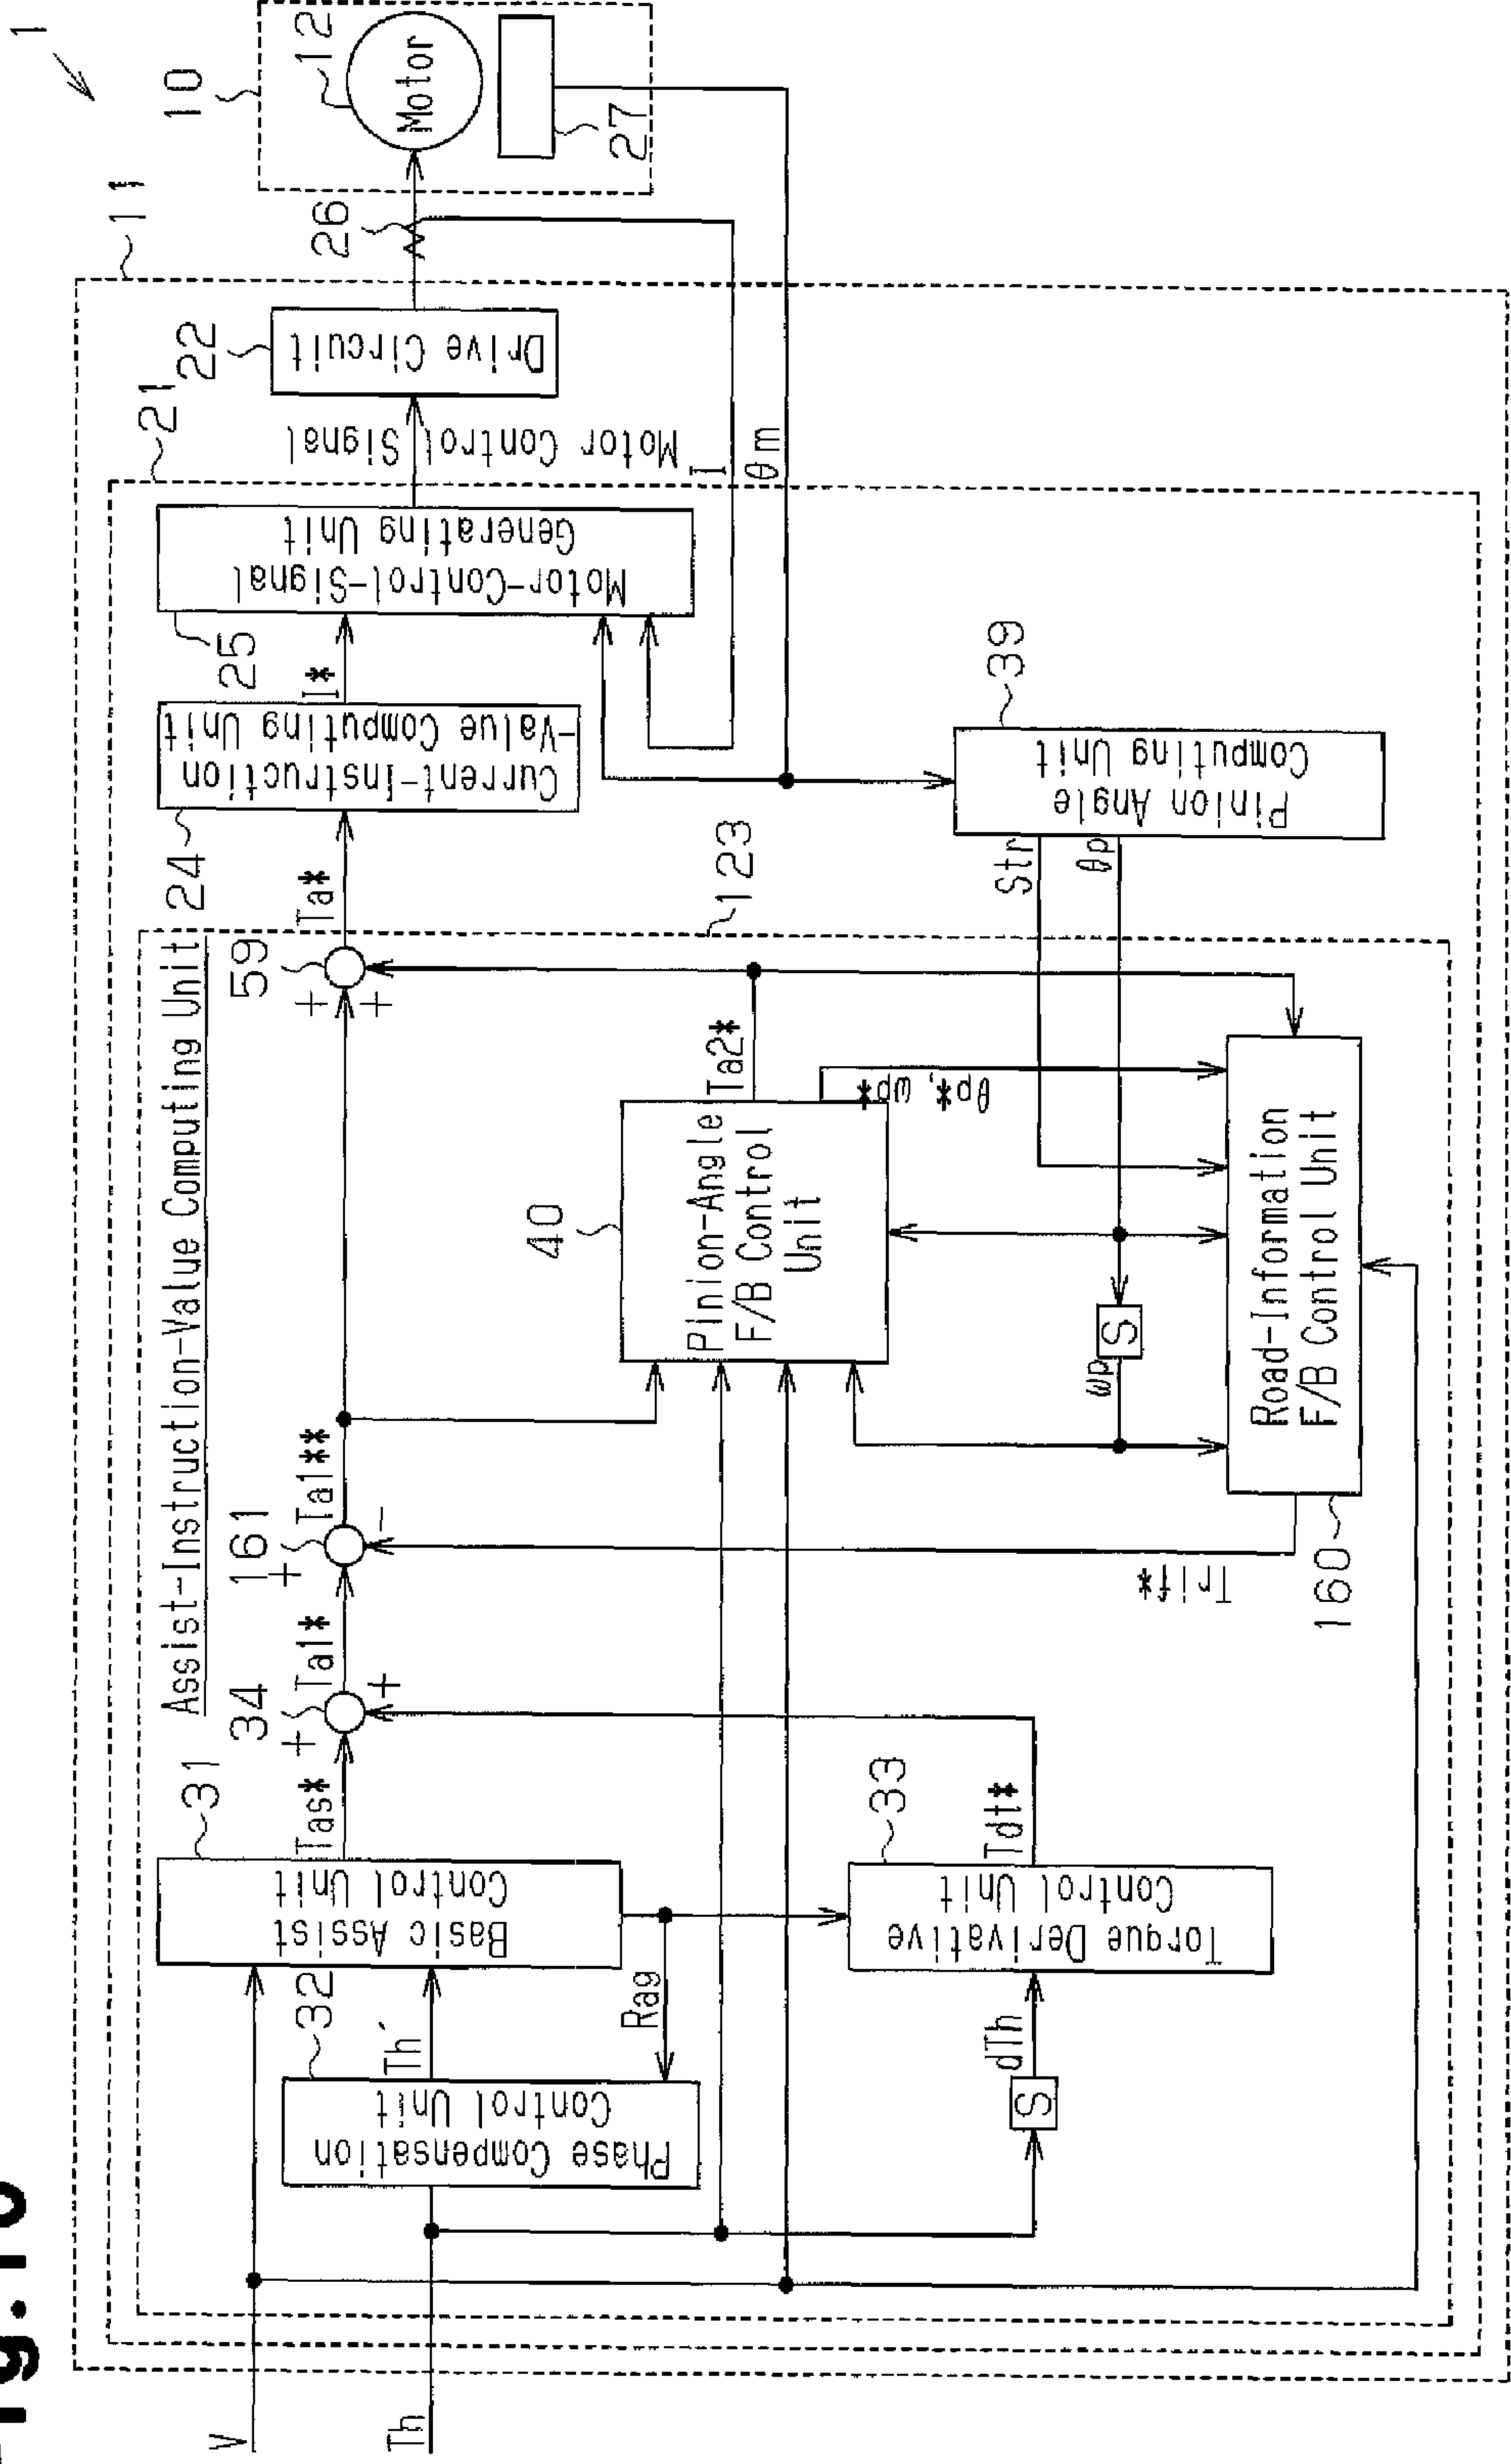 1
10
12
Motor
27
11
26
22
Drive Circuit
21
Motor Control Signal
I
θm
Motor-Control-Signal
Generating Unit
25
I*
Current-Instruction
-Value Computing Unit
24
Ta*
39
Pinion Angle
Computing Unit
Str
θp
123
Assist-Instruction-Value Computing Unit
59
+
+
Ta2*
θp*, ωp*
40
Pinion-Angle
F/B Control
Unit
S
ωp
Road-Information
F/B Control Unit
160
Ta1**
161
+
-
Trif*
Ta1*
34
+
+
31
Tas*
Basic Assist
Control Unit
33
Tdt*
Torque Derivative
Control Unit
32
Th´
Rag
Phase Compensation
Control Unit
dTh
S
V
Th